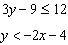 3y − 9 ≤ 12
y < −2x − 4